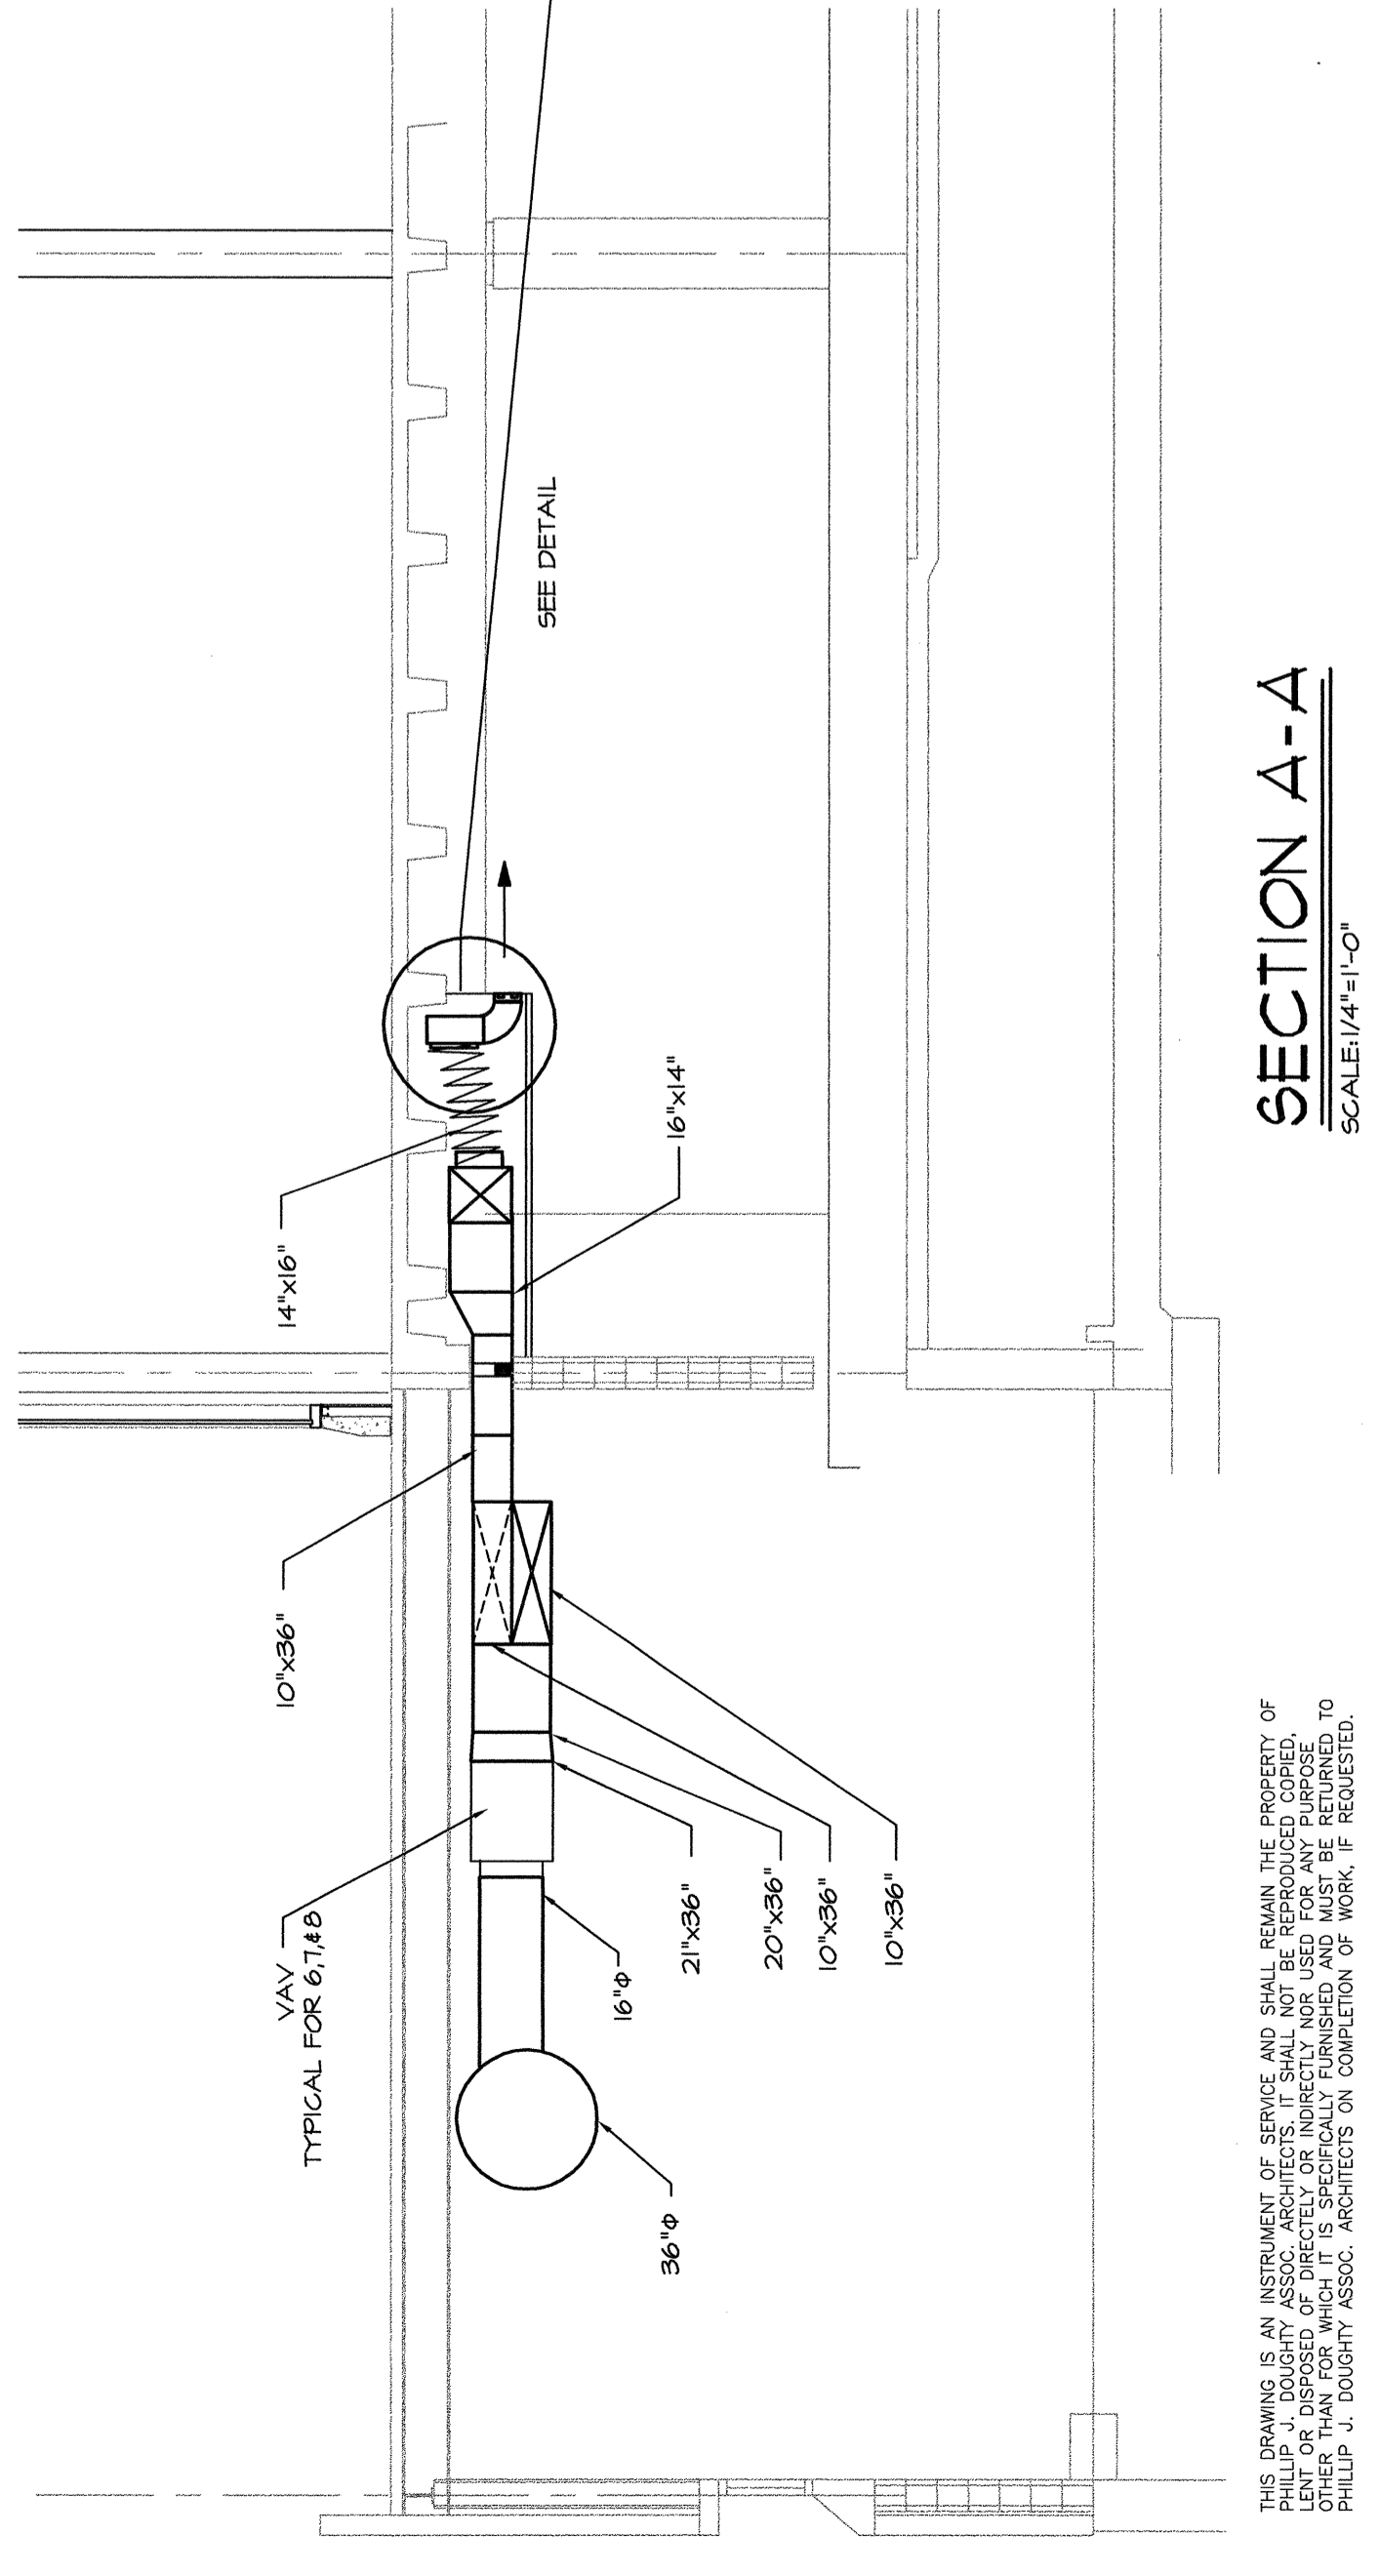 VAV
TYPICAL FOR 6,7,&8
10"x36"
14"x16"
SEE DETAIL
36"Φ
16"Φ
21"x36"
20"x36"
10"x36"
10"x36"
16"x14"
SECTION A-A
SCALE:1/4"=1'-0"
THIS DRAWING IS AN INSTRUMENT OF SERVICE AND SHALL REMAIN THE PROPERTY OF
PHILLIP J. DOUGHTY ASSOC. ARCHITECTS. IT SHALL NOT BE REPRODUCED COPIED,
LENT OR DISPOSED OF DIRECTELY OR INDIRECTLY NOR USED FOR ANY PURPOSE
OTHER THAN FOR WHICH IT IS SPECIFICALLY FURNISHED AND MUST BE RETURNED TO
PHILLIP J. DOUGHTY ASSOC. ARCHITECTS ON COMPLETION OF WORK, IF REQUESTED.